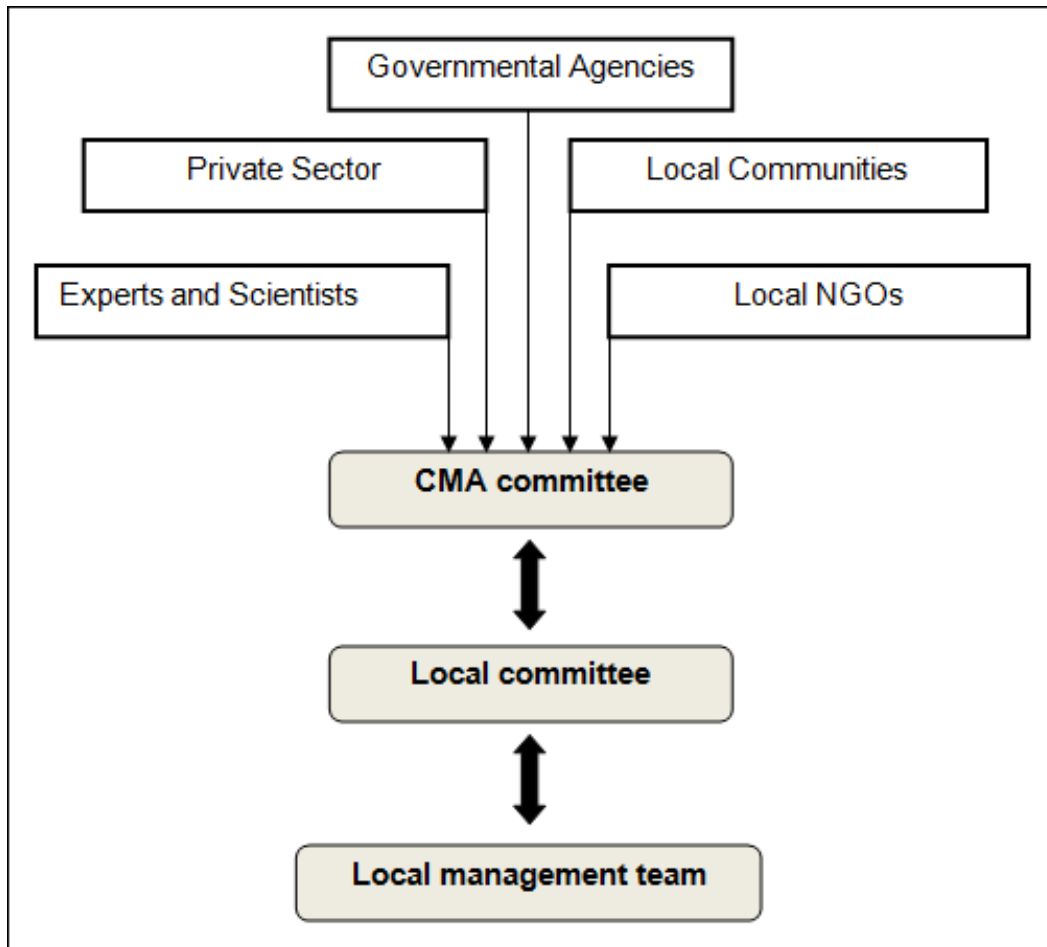 Governmental Agencies
Private Sector
Local Communities
Experts and Scientists
Local NGOs
CMA committee
Local committee
Local management team